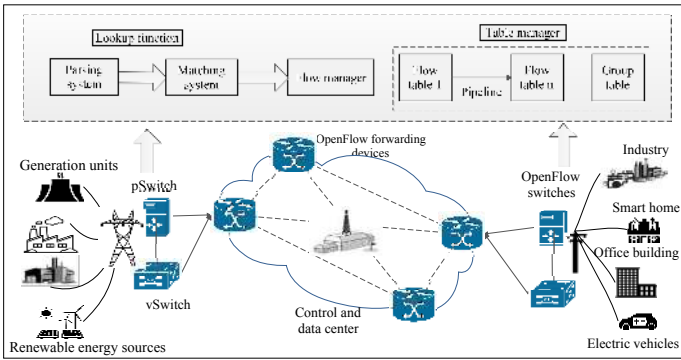 Lookup function
Table manager
Parsing
system
Matching
system
Flow manager
Flow
table 1
Pipeline
Flow
table n
Group
table
OpenFlow forwarding
devices
Generation units
pSwitch
vSwitch
Renewable energy sources
Control and
data center
OpenFlow
switches
Industry
Smart home
Office building
Electric vehicles